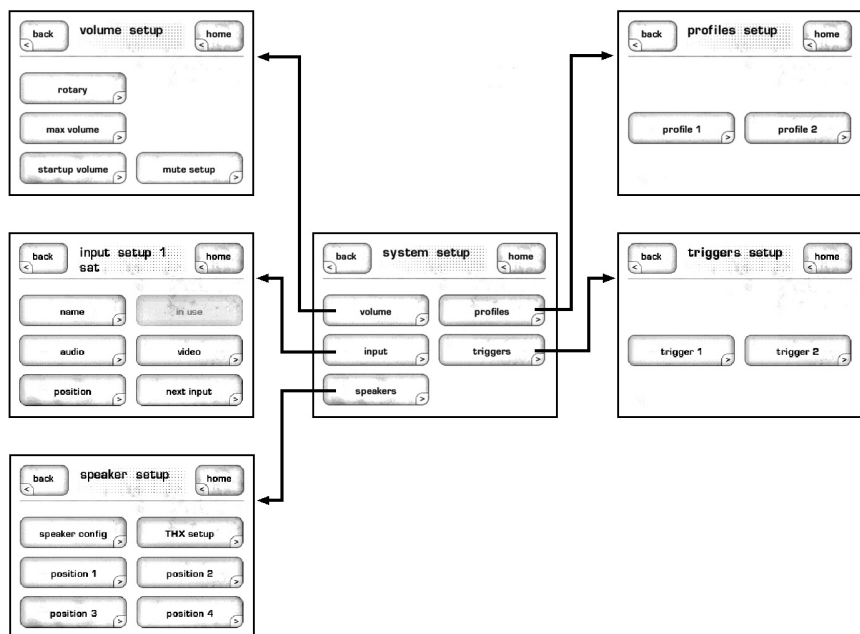 back
volume setup
home
rotary
max volume
startup volume
mute setup
back
profiles setup
home
profile 1
profile 2
back
input setup 1
sat
home
name
in use
audio
video
position
next input
back
system setup
home
volume
profiles
input
triggers
speakers
back
triggers setup
home
trigger 1
trigger 2
back
speaker setup
home
speaker config
THX setup
position 1
position 2
position 3
position 4